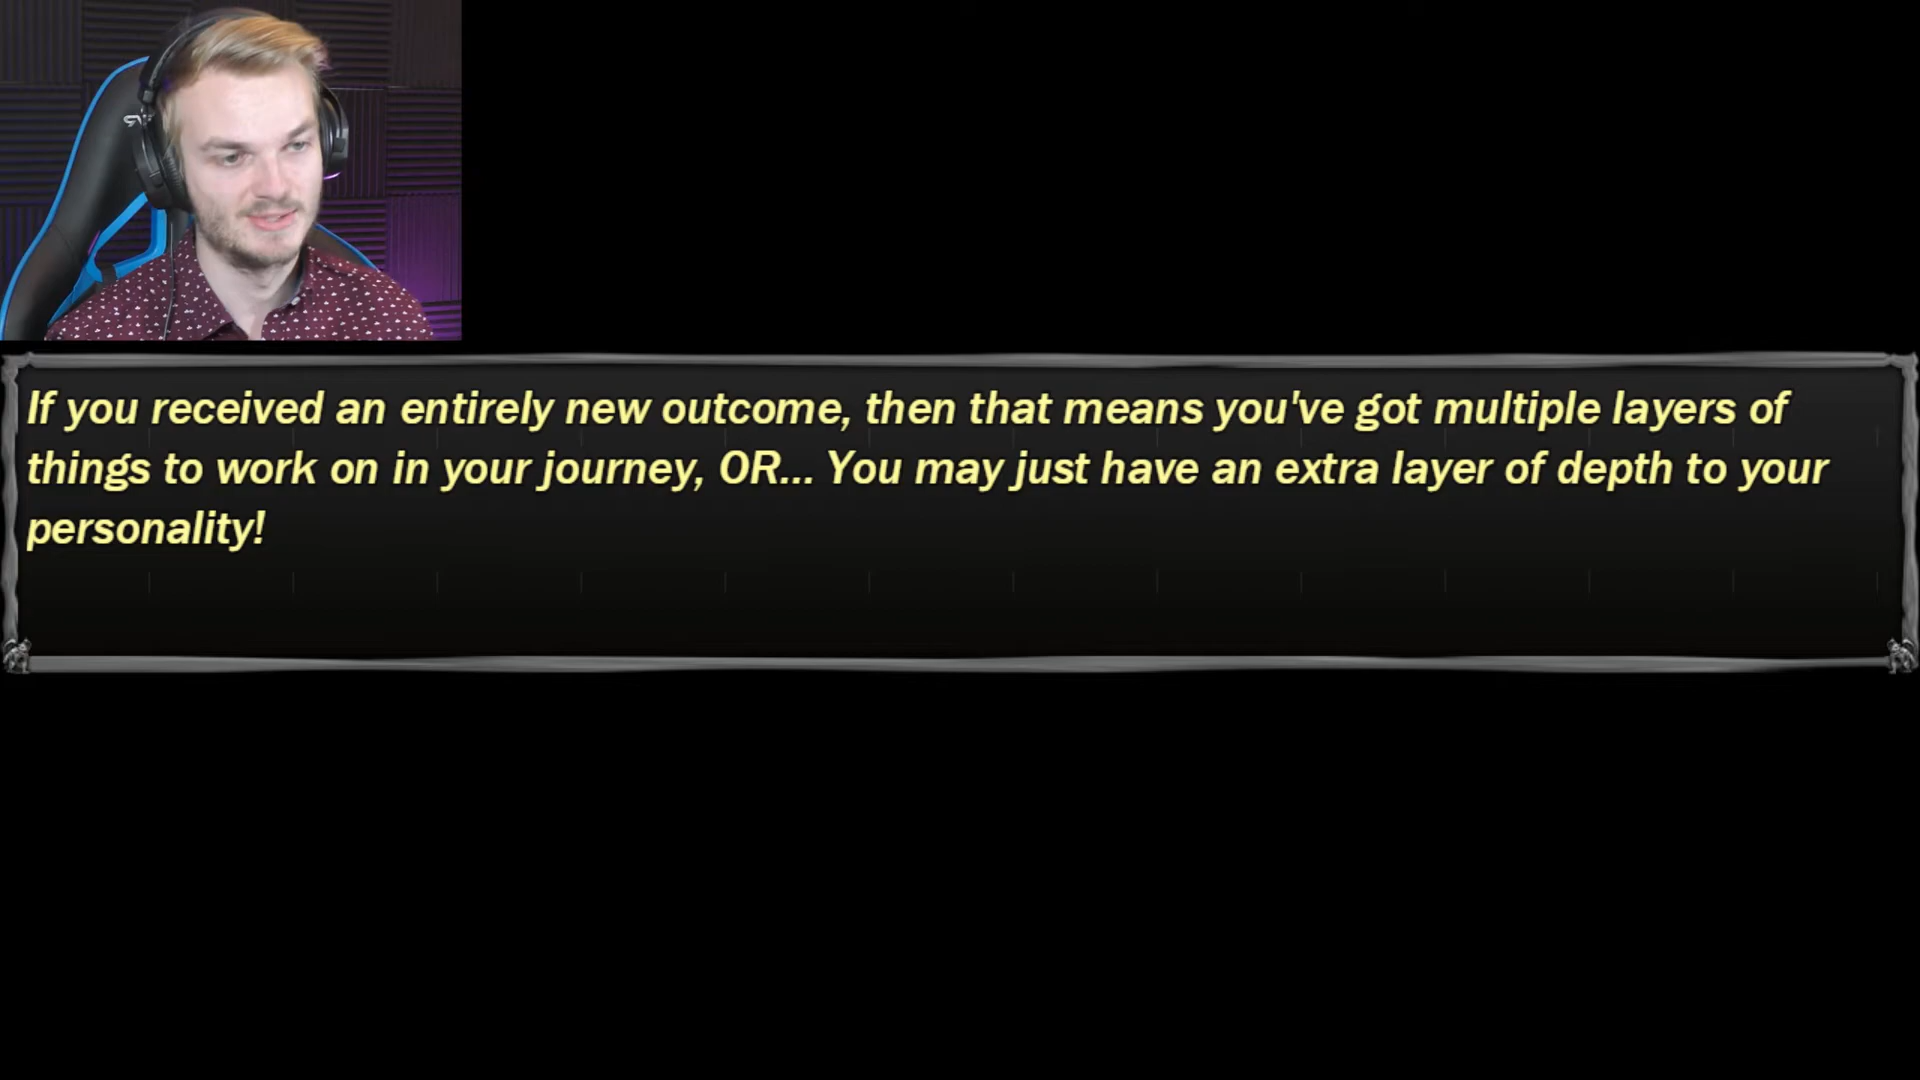 If you received an entirely new outcome, then that means you've got multiple layers of
things to work on in your journey, OR... You may just have an extra layer of depth to your
personality!